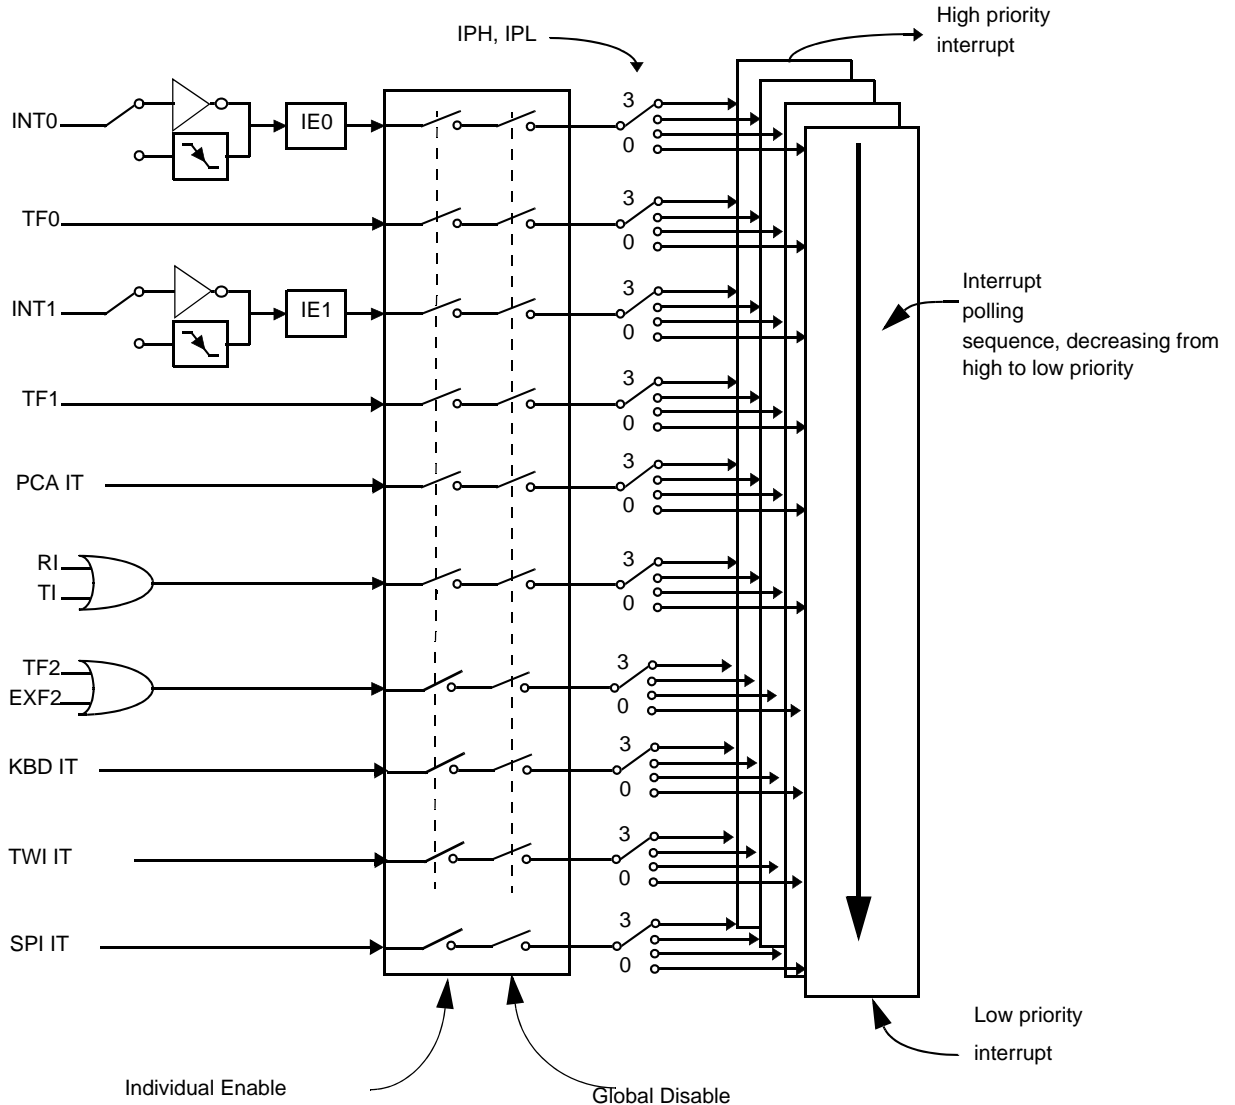 High priority
interrupt
IPH, IPL
INT0
IE0
3
0
TF0
3
0
INT1
IE1
3
0
Interrupt
polling
sequence, decreasing from
high to low priority
TF1
3
0
PCA IT
3
0
RI
TI
3
0
TF2
EXF2
3
0
KBD IT
3
0
TWI IT
3
0
SPI IT
3
0
Low priority
interrupt
Individual Enable
Global Disable